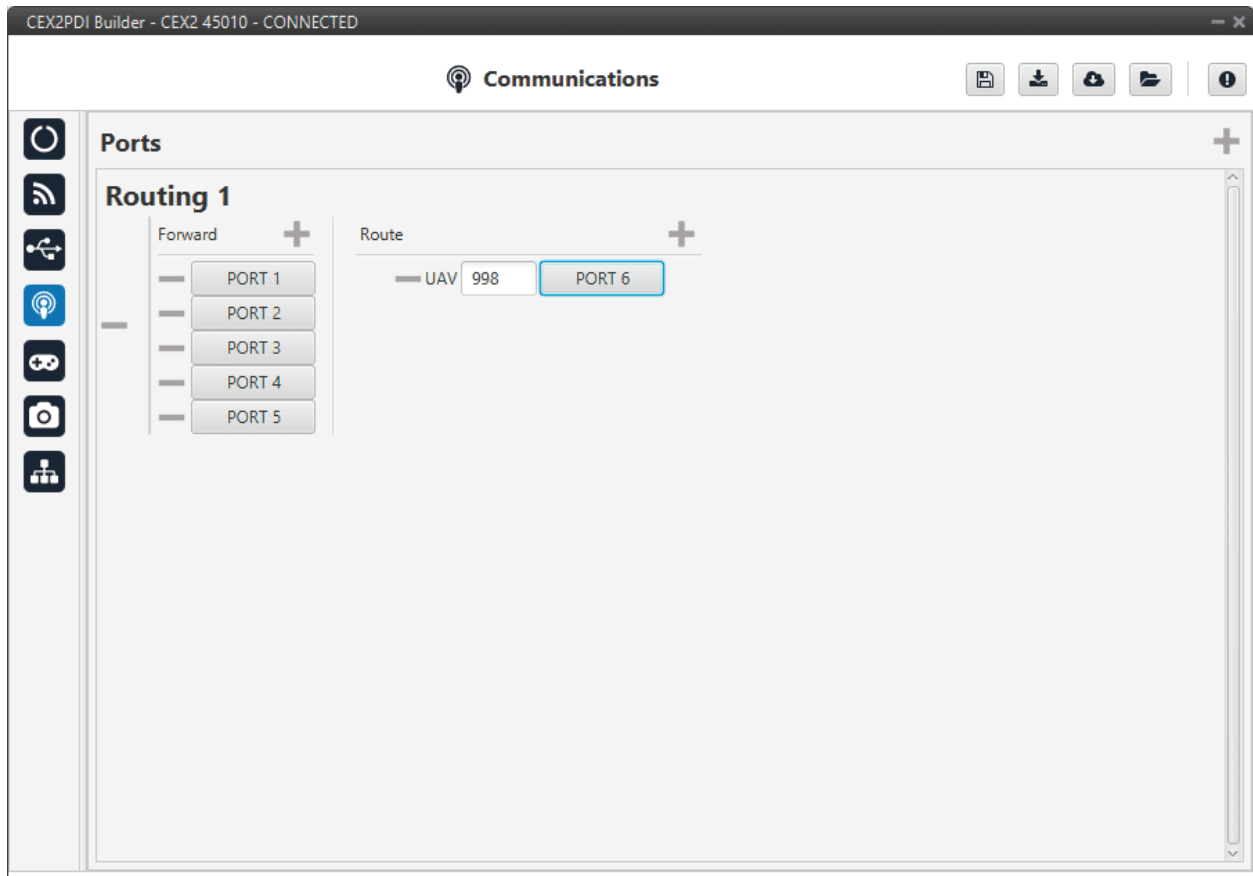 CEX2PDI Builder - CEX2 45010 - CONNECTED
Communications
Ports
Routing 1
Forward
Route
PORT 1
UAV 998 PORT 6
PORT 2
PORT 3
PORT 4
PORT 5